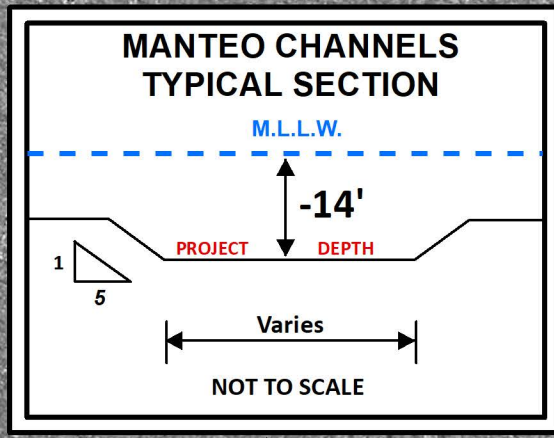 MANTEO CHANNELS
TYPICAL SECTION
M.L.L.W.
-14'
PROJECT DEPTH
1
5
Varies
NOT TO SCALE